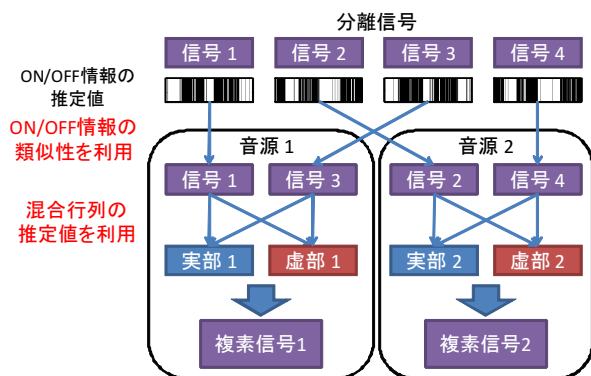 分離信号
信号 1
信号 2
信号 3
信号 4
ON/OFF情報の
推定値
ON/OFF情報の
類似性を利用
音源 1
音源 2
信号 1
信号 3
信号 2
信号 4
混合行列の
推定値を利用
実部 1
虚部 1
実部 2
虚部 2
複素信号1
複素信号2